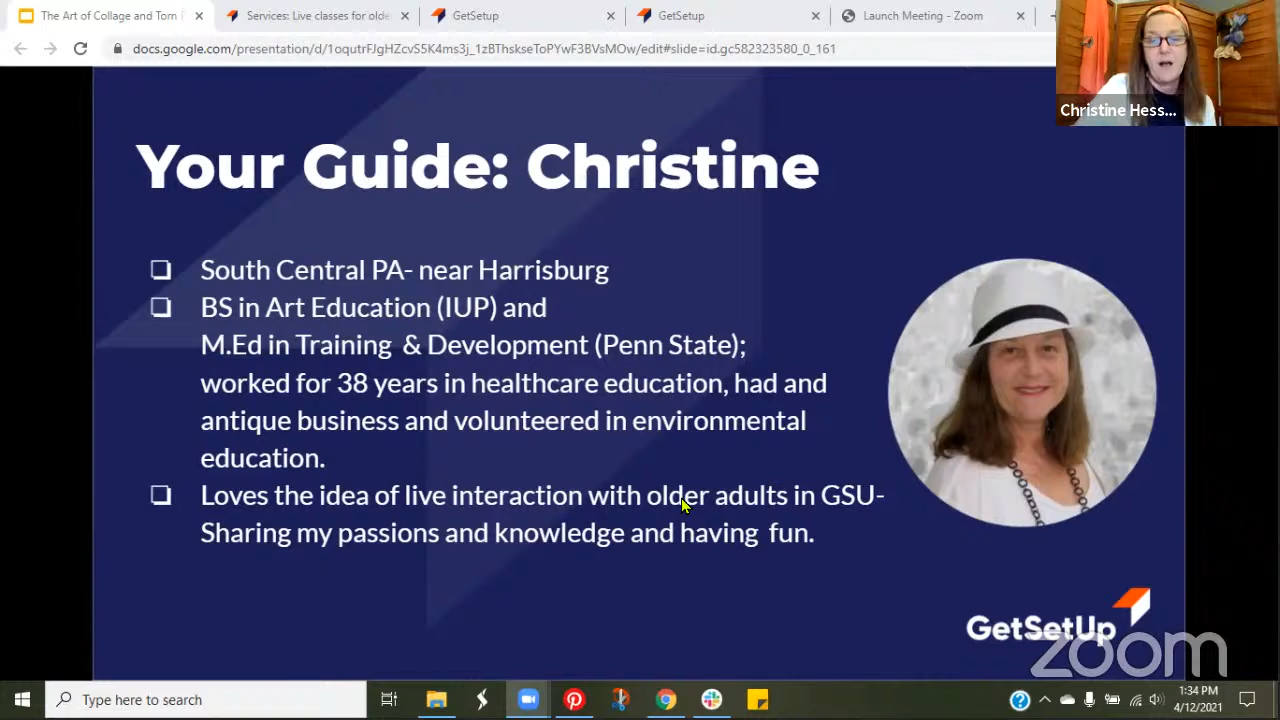 The Art of Collage and Torn P
Services: Live classes for olde
GetSetup
GetSetup
Launch Meeting - Zoom
docs.google.com/presentation/d/1oqutrFJgHZcvS5K4ms3j_1zBThskseToPYwF3BVsMOw/edit#slide=id.gc582323580_0_161
Christine Hess...
Your Guide: Christine
❏ South Central PA- near Harrisburg
❏ BS in Art Education (IUP) and
M.Ed in Training & Development (Penn State);
worked for 38 years in healthcare education, had and
antique business and volunteered in environmental
education.
❏ Loves the idea of live interaction with older adults in GSU-
Sharing my passions and knowledge and having fun.
GetSetUp
zoom
Type here to search
1:34 PM
4/12/2021